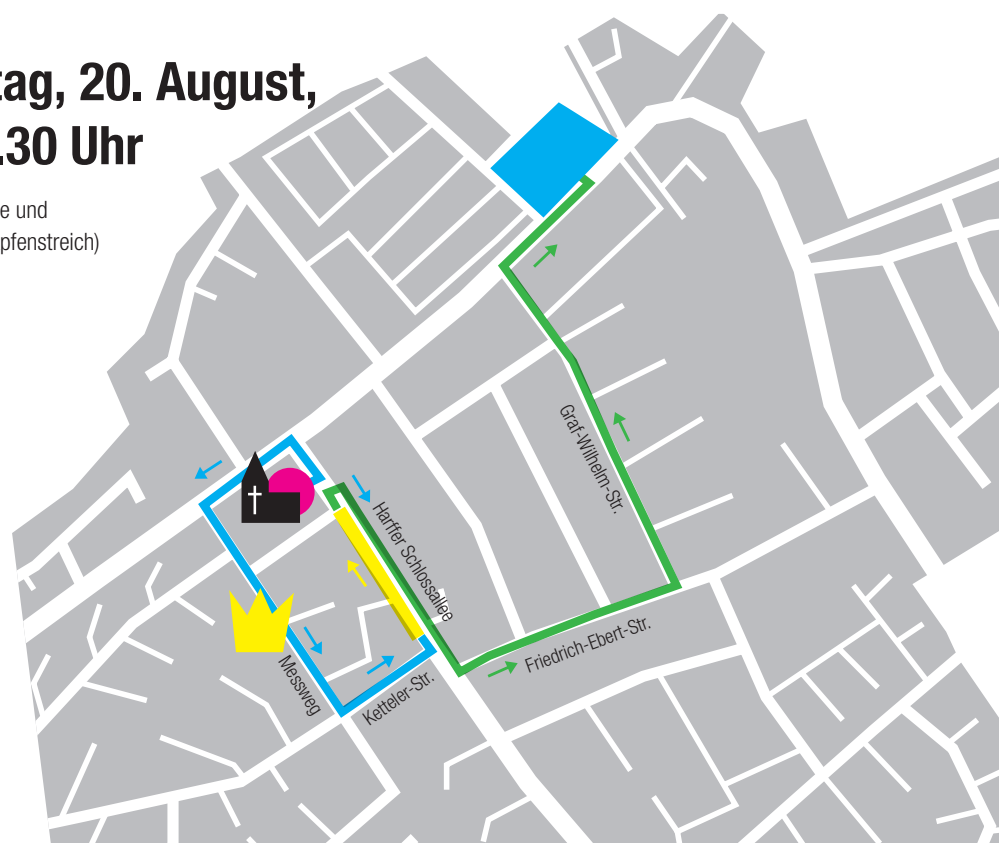 tag, 20. August,
.30 Uhr
e und
pfenstreich)
Graf-Wilhelm-Str.
Harffer Schlossallee
Friedrich-Ebert-Str.
Messweg
Ketteler-Str.